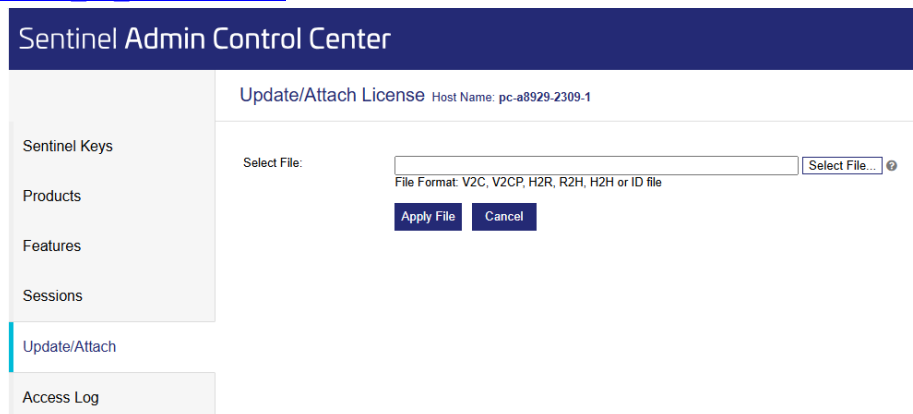 Sentinel Admin Control Center
Update/Attach License Host Name: pc-a8929-2309-1
Sentinel Keys
Products
Features
Sessions
Update/Attach
Access Log
Select File:
Select File...
File Format: V2C, V2CP, H2R, R2H, H2H or ID file
Apply File
Cancel